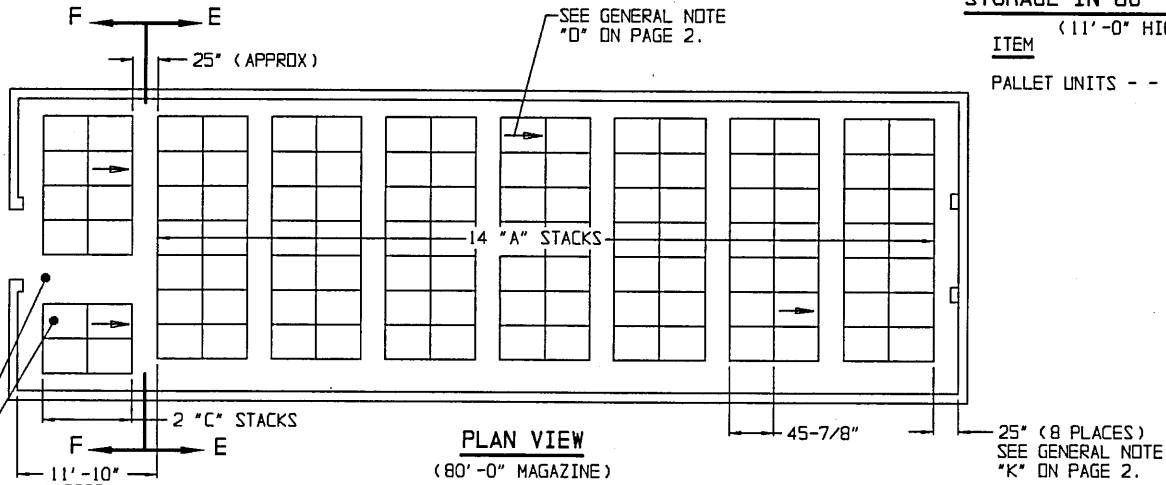 F E
SEE GENERAL NOTE
"D" ON PAGE 2.
25" (APPROX)
(11'-0"
ITEM
PALLET UNITS - -
14 "A" STACKS
2 "C" STACKS
F E
11'-10"
PLAN VIEW
(80'-0" MAGAZINE)
45-7/8"
25" (8 PLACES)
SEE GENERAL NOTE
"K" ON PAGE 2.